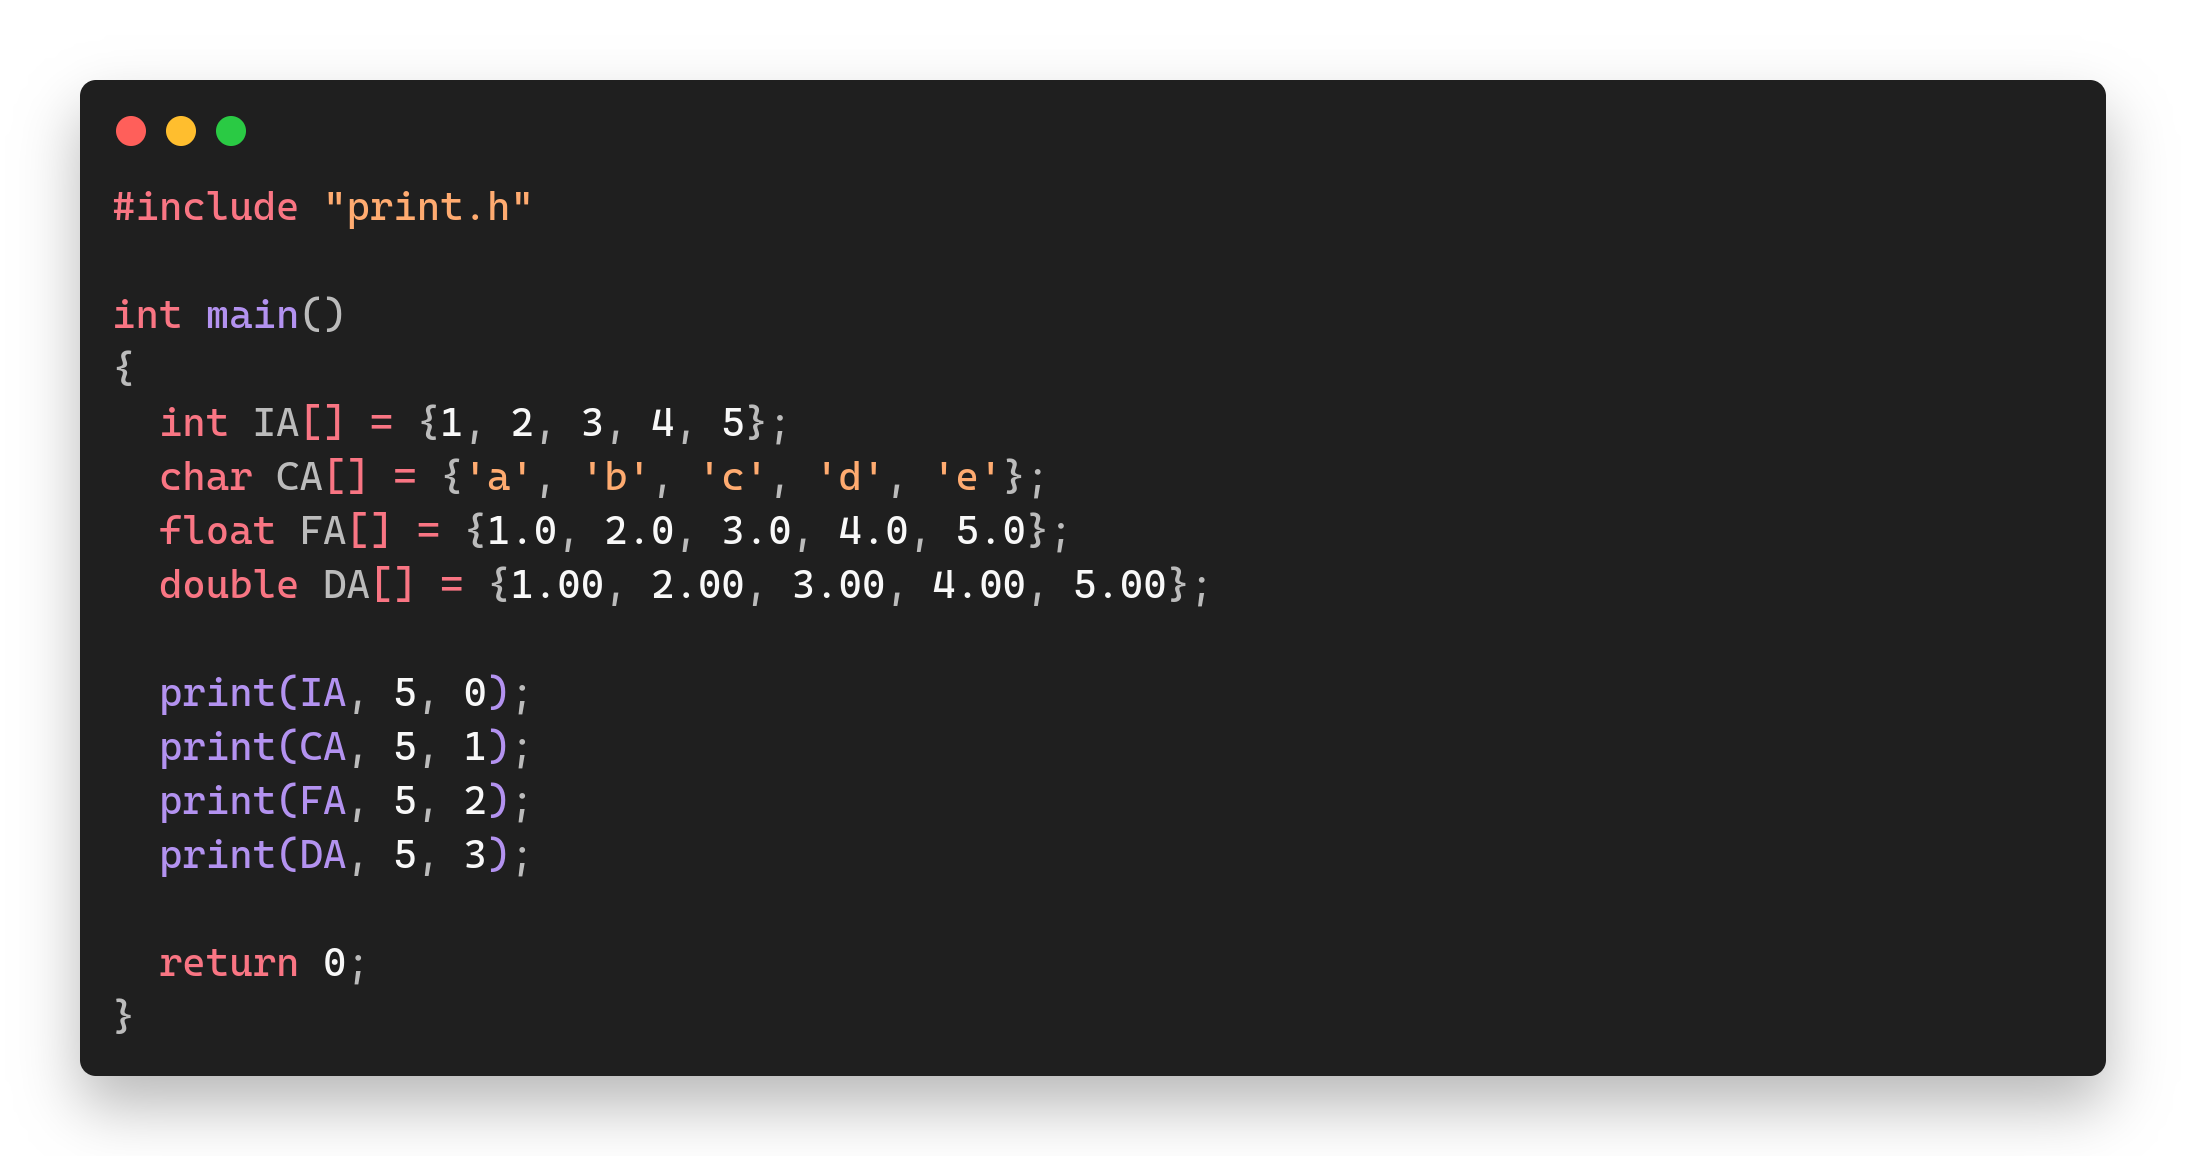 #include "print.h"
int main()
{
int IA[] = {1, 2, 3, 4, 5};
char CA[] = {'a', 'b', 'c', 'd', 'e'};
float FA[] = {1.0, 2.0, 3.0, 4.0, 5.0};
double DA[] = {1.00, 2.00, 3.00, 4.00, 5.00};
print(IA, 5, 0);
print(CA, 5, 1);
print(FA, 5, 2);
print(DA, 5, 3);
return 0;
}